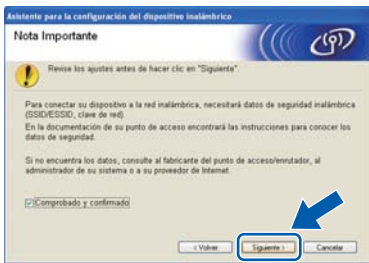 Asistente para la configuración del dispositivo inalámbrico
Nota Importante
Revise los ajustes antes de hacer clic en "Siguiente".
Para conectar su dispositivo a la red inalámbrica, necesitará datos de seguridad inalámbrica
(SSID/ESSID, clave de red).
En la documentación de su punto de acceso encontrará las instrucciones para conocer los
datos de seguridad.
Si no encuentra los datos, consulte al fabricante del punto de acceso/enrutador, al
administrador de su sistema o a su proveedor de Internet.
Comprobado y confirmado
< Volver
Siguiente >
Cancelar